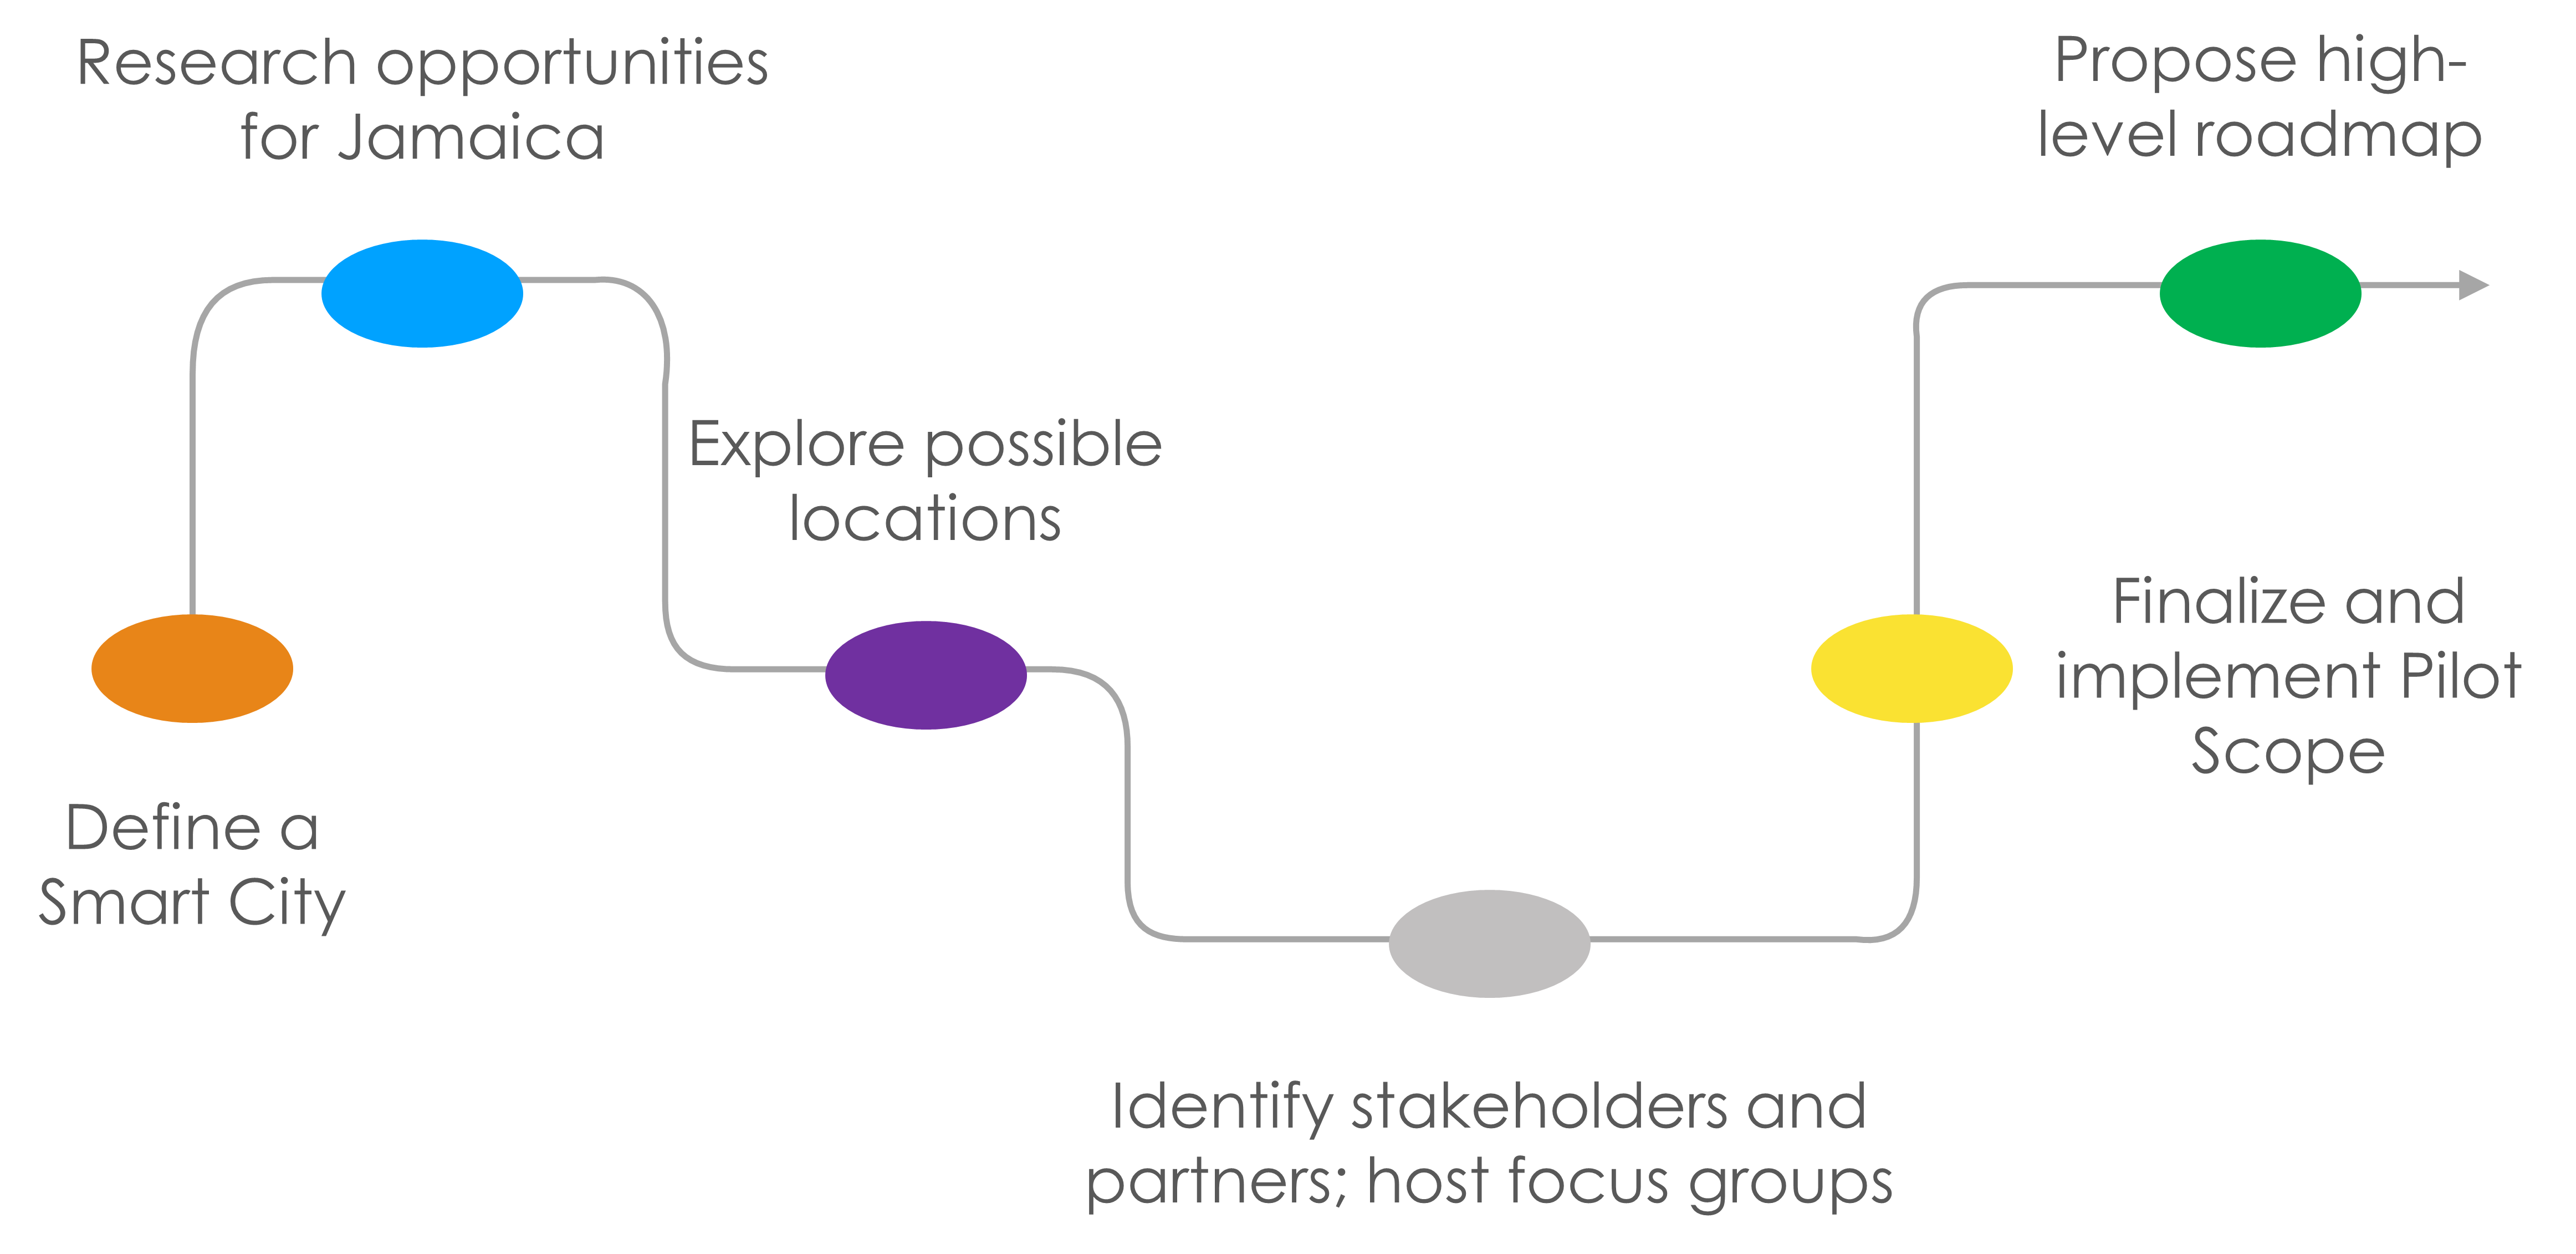 Research opportunities
for Jamaica
Propose high-
level roadmap
Explore possible
locations
Finalize and
implement Pilot
Scope
Define a
Smart City
Identify stakeholders and
partners; host focus groups